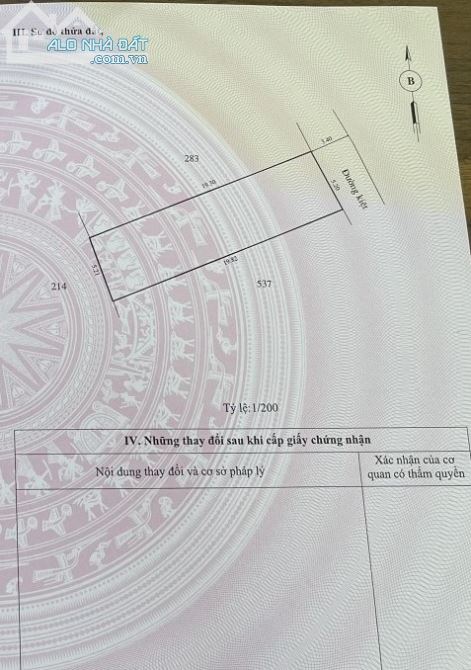 III. Sơ đồ thửa đất
ALO NHÀ ĐẤT
.com.vn
B
283
3.40
19.30
5.20
Đường kiệt
5.21
19.82
214
537
Tỷ lệ: 1/200
IV. Những thay đổi sau khi cấp giấy chứng nhận
Nội dung thay đổi và cơ sở pháp lý
Xác nhận của cơ
quan có thẩm quyền